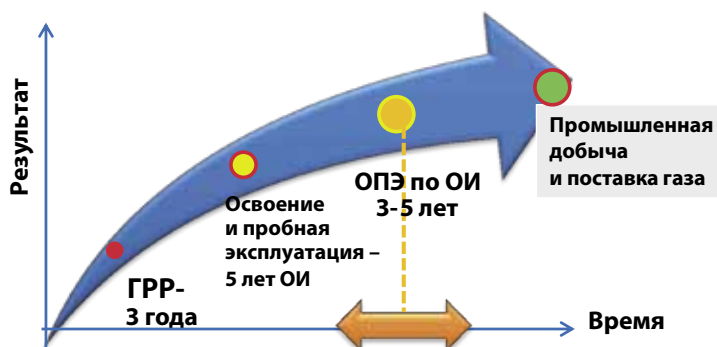 Результат
Промышленная
добыча
и поставка газа
ОПЭ по ОИ
3-5 лет
Освоение
и пробная
эксплуатация –
5 лет ОИ
ГРР-
3 года
Время